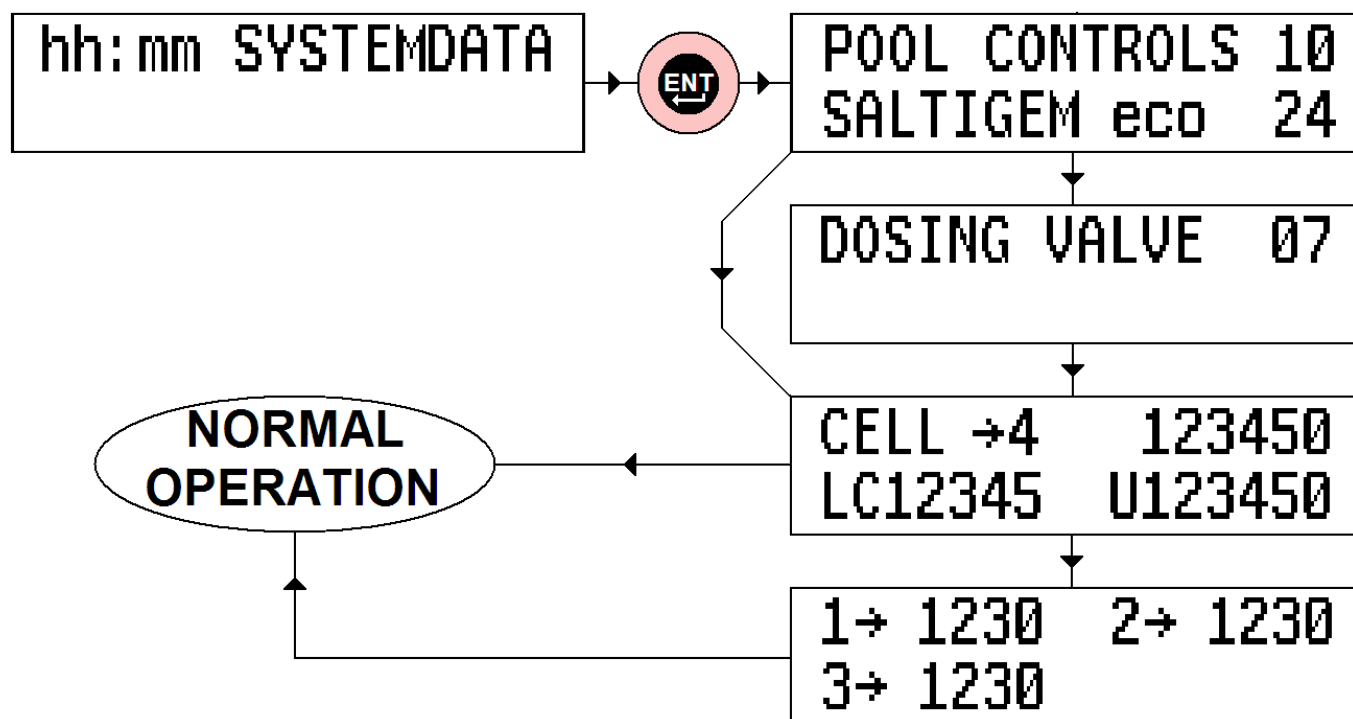 hh:mm SYSTEMDATA
ENT
POOL CONTROLS 10
SALTIGEM eco 24
DOSING VALVE 07
CELL →4 123450
LC12345 U123450
NORMAL
OPERATION
1→ 1230 2→ 1230
3→ 1230